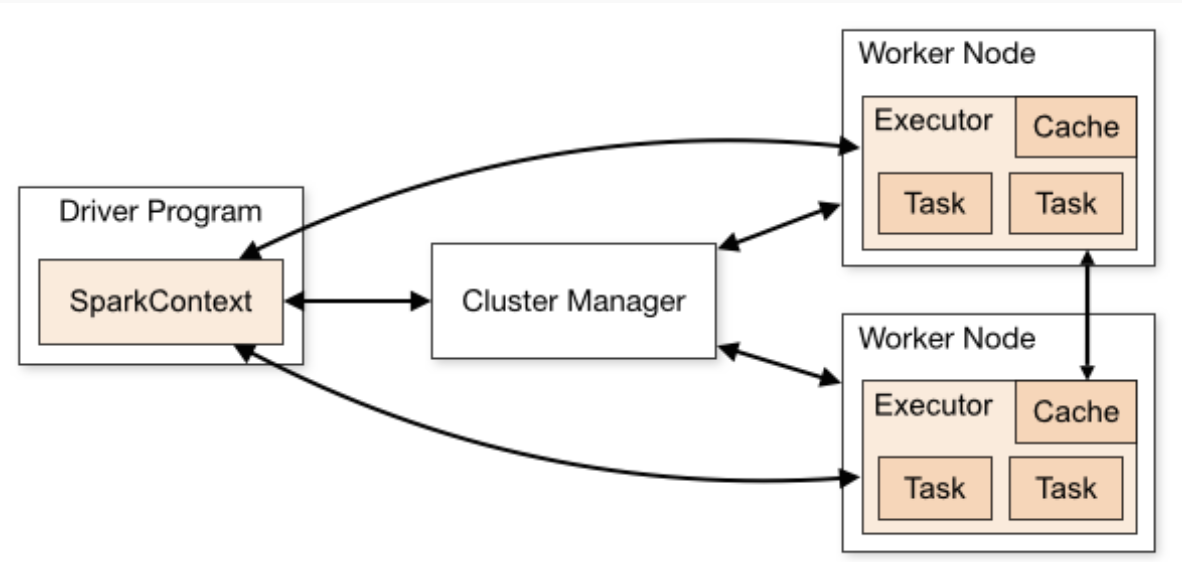 Driver Program
SparkContext
Cluster Manager
Worker Node
Executor
Cache
Task
Task
Worker Node
Executor
Cache
Task
Task